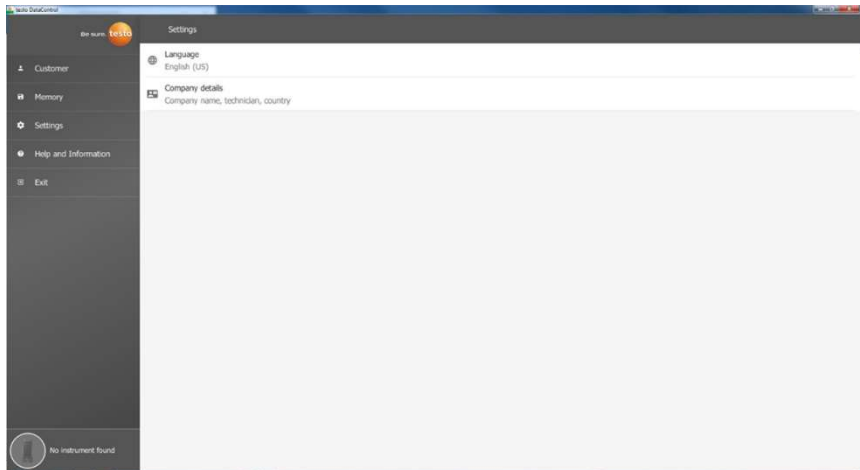 testo DataControl
Be sure. testo
Settings
Customer
Memory
Settings
Help and Information
Exit
Language
English (US)
Company details
Company name, technician, country
No instrument found